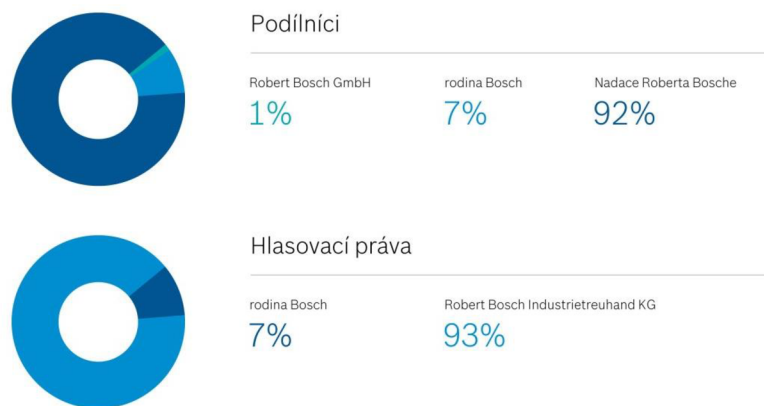 Podílníci
Robert Bosch GmbH
1%
rodina Bosch
7%
Nadace Roberta Bosche
92%
Hlasovací práva
rodina Bosch
7%
Robert Bosch Industrietreuhand KG
93%